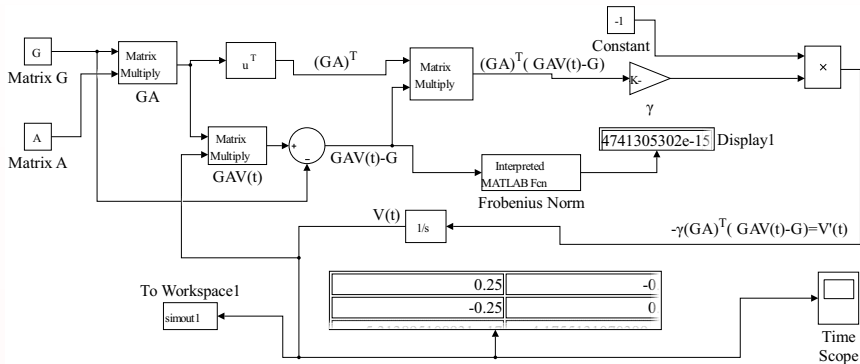 -1
Constant
G
Matrix G
Matrix
Multiply
GA
u^T
(GA)^T
Matrix
Multiply
(GA)^T( GAV(t)-G)
K-
γ
×
A
Matrix A
Matrix
Multiply
GAV(t)
+
−
GAV(t)-G
4741305302e-15
Display1
Interpreted
MATLAB Fcn
Frobenius Norm
V(t)
1/s
-γ(GA)^T( GAV(t)-G)=V'(t)
To Workspace1
simout1
0.25
-0
-0.25
0
Time
Scope